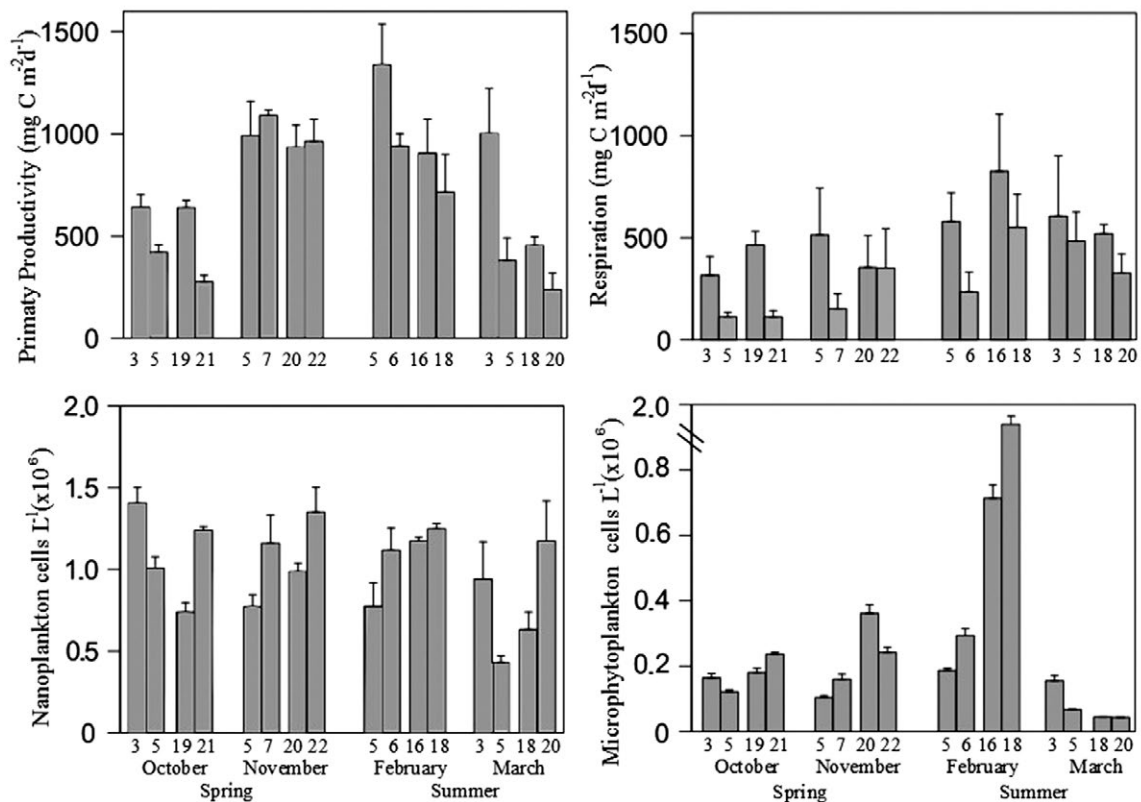 Primaty Productivity (mg C m-2d-1)
1500
1000
500
0
3 5 19 21 5 7 20 22 5 6 16 18 3 5 18 20
Respiration (mg C m-2d-1)
1500
1000
500
0
3 5 19 21 5 7 20 22 5 6 16 18 3 5 18 20
Nanoplankton cells L-1(x10⁶)
2.0
1.5
1.0
0.5
0
3 5 19 21 5 7 20 22 5 6 16 18 3 5 18 20
October November February March
Spring Summer
Microphytoplankton cells L-1(x10⁶)
2.0
0.8
0.6
0.4
0.2
0
3 5 19 21 5 7 20 22 5 6 16 18 3 5 18 20
October November February March
Spring Summer